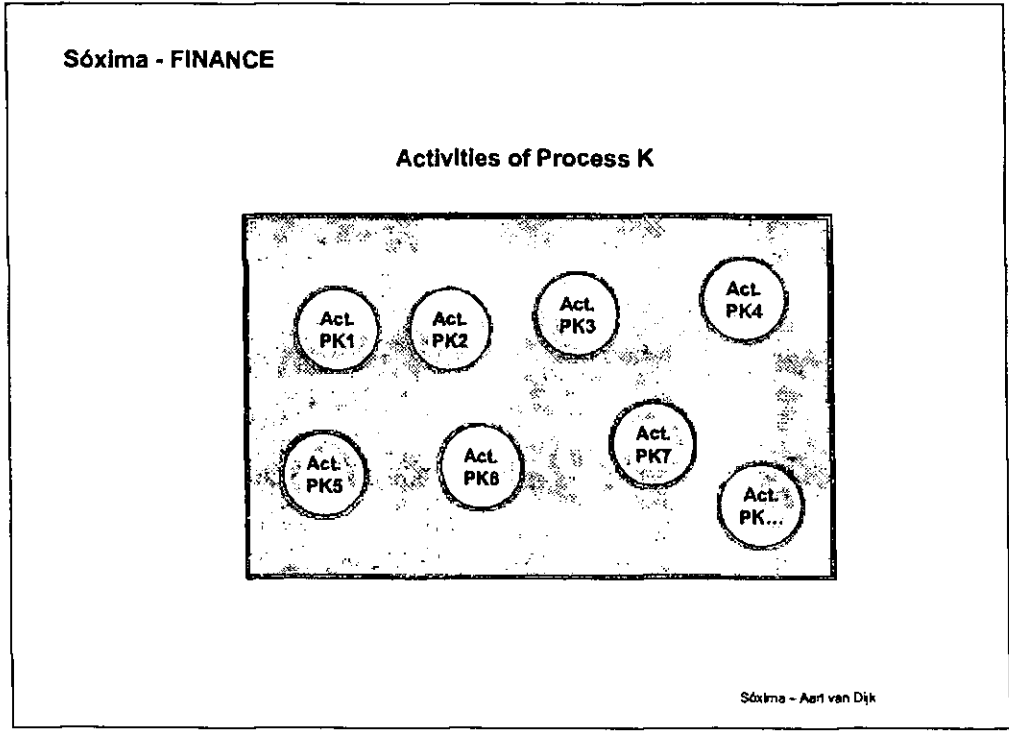 Sóxima - FINANCE
Activities of Process K
Act.
PK1
Act.
PK2
Act.
PK3
Act.
PK4
Act.
PK5
Act.
PK6
Act.
PK7
Act.
PK...
Sóxima – Aart van Dijk